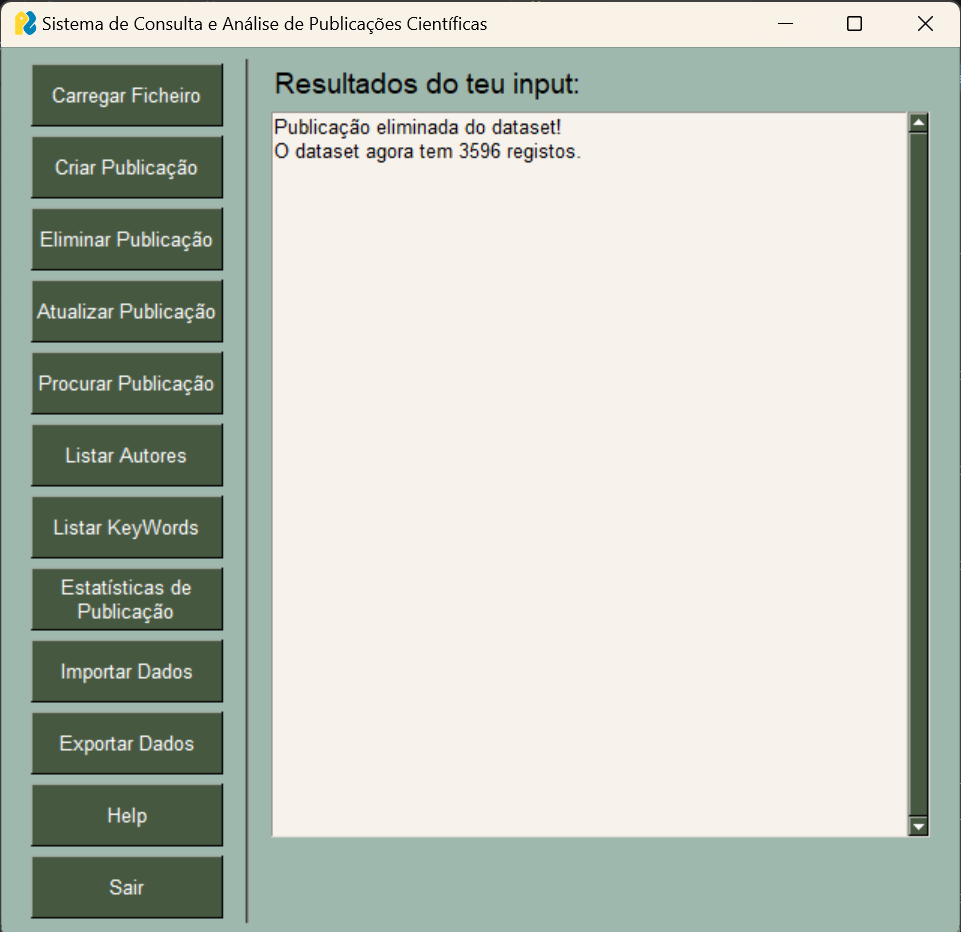 Sistema de Consulta e Análise de Publicações Científicas
Carregar Ficheiro
Criar Publicação
Eliminar Publicação
Atualizar Publicação
Procurar Publicação
Listar Autores
Listar KeyWords
Estatísticas de
Publicação
Importar Dados
Exportar Dados
Help
Sair
Resultados do teu input:
Publicação eliminada do dataset!
O dataset agora tem 3596 registos.